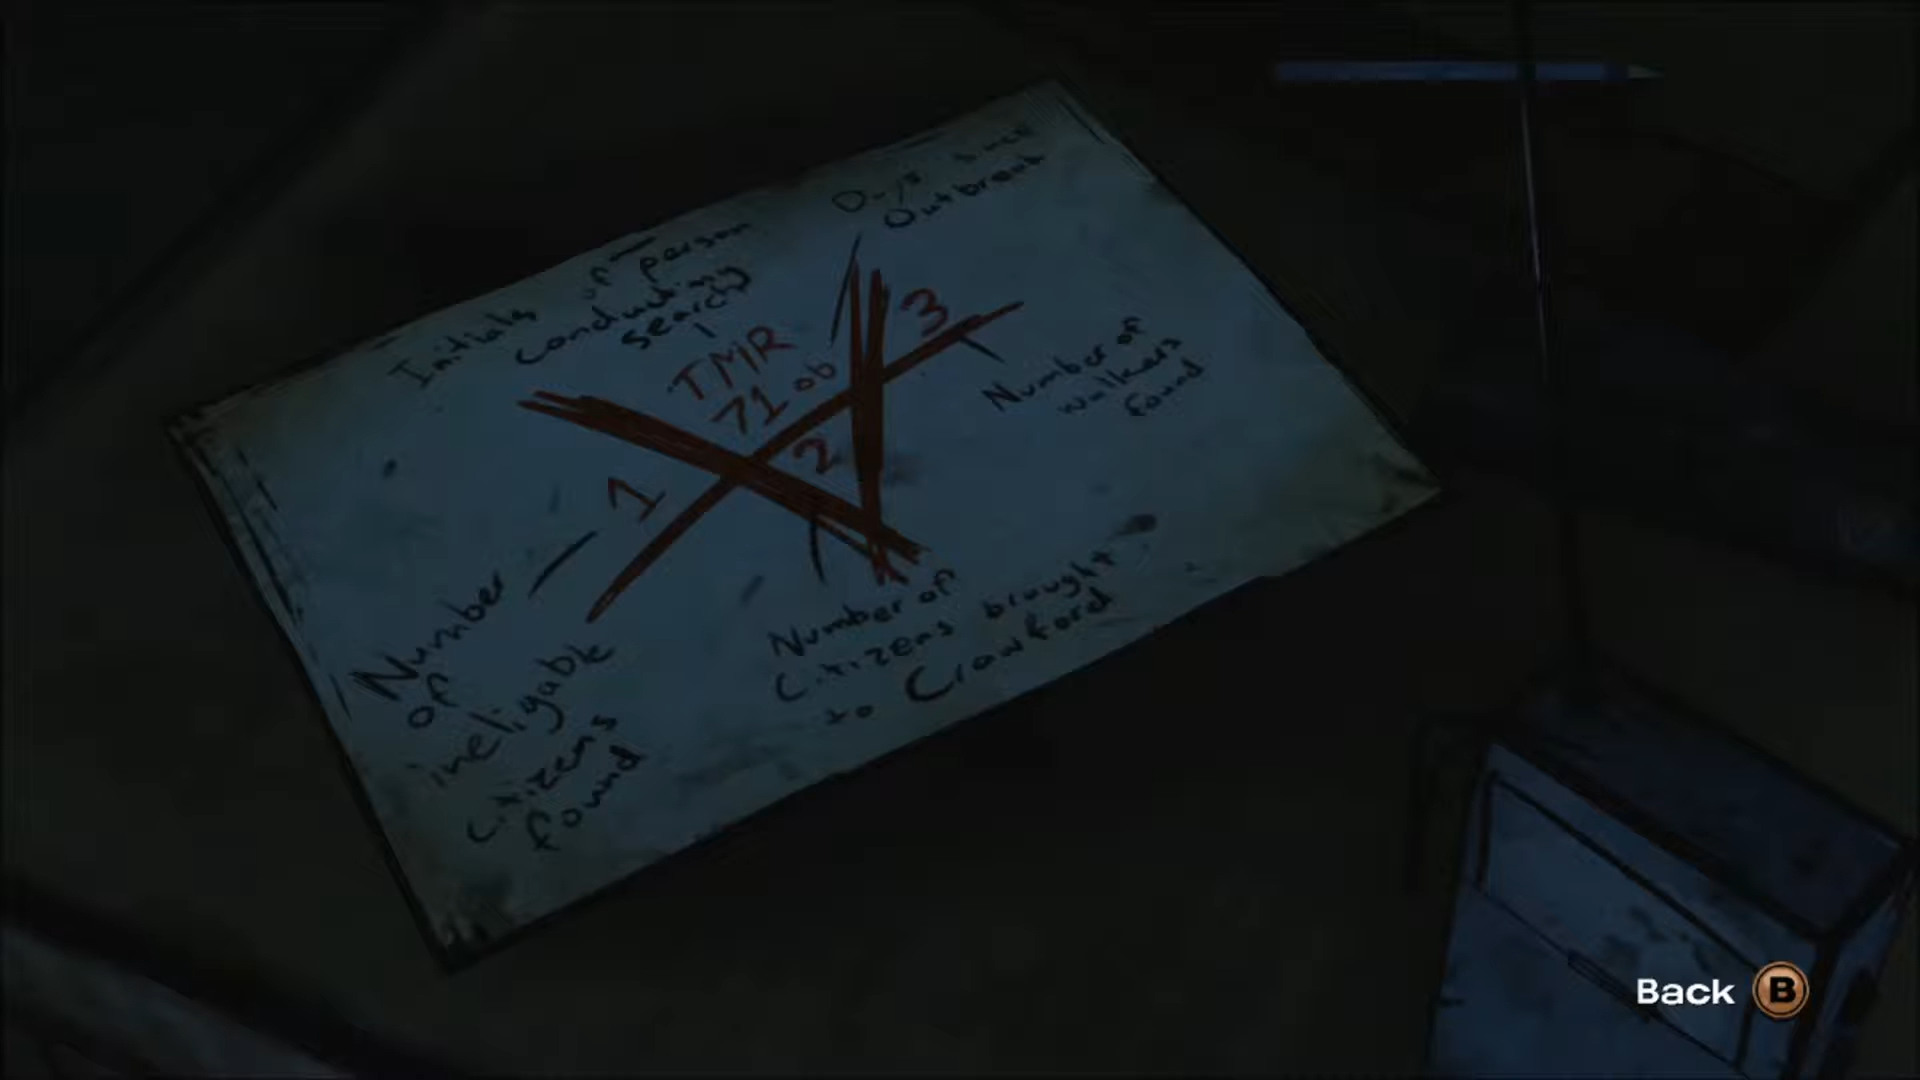 Initials of person
conducting
search
Days since
Outbreak
TMR
71 ob
3
1
2
Number of
walkers
found
Number
of
ineligable
Citizens
found
Number of
Citizens brought
to Crawford
Back B